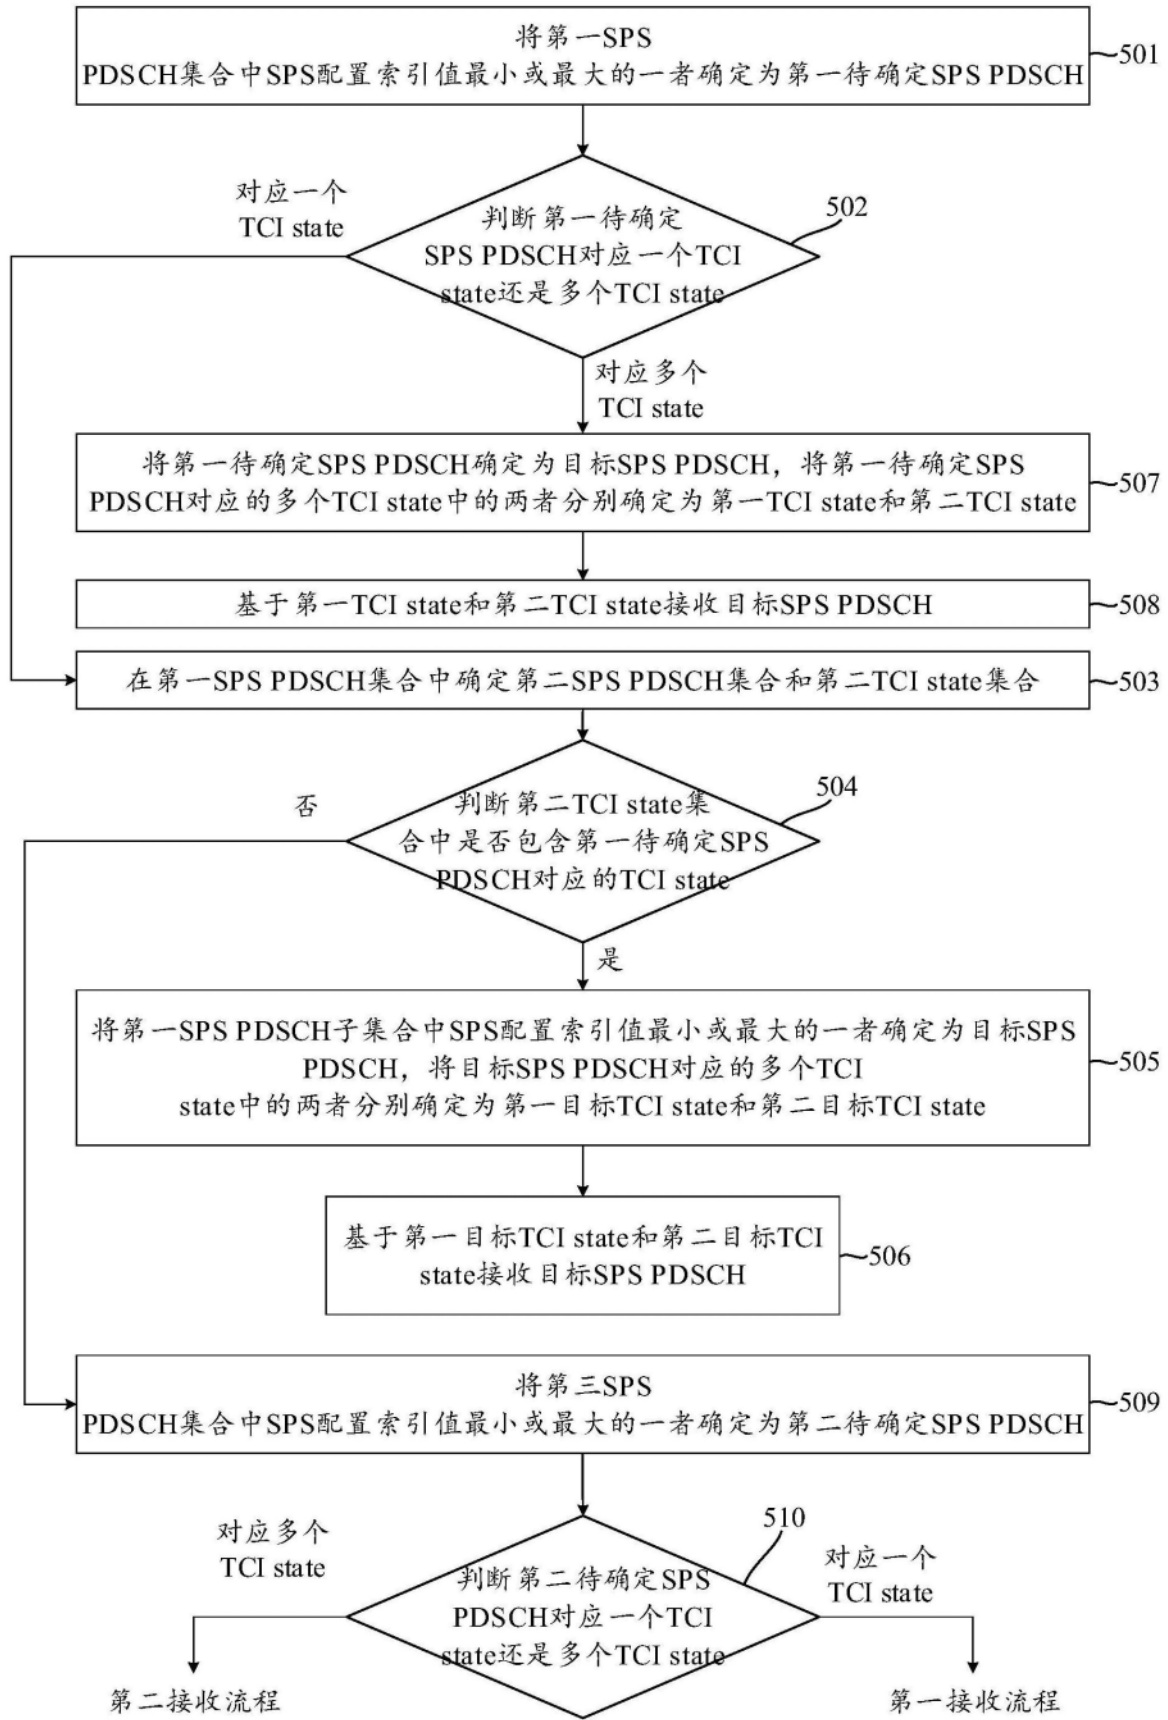 将第一SPS
PDSCH集合中SPS配置索引值最小或最大的一者确定为第一待确定SPS PDSCH
501
对应一个
TCI state
502
判断第一待确定
SPS PDSCH对应一个TCI
state还是多个TCI state
对应多个
TCI state
将第一待确定SPS PDSCH确定为目标SPS PDSCH，将第一待确定SPS
PDSCH对应的多个TCI state中的两者分别确定为第一TCI state和第二TCI state
507
基于第一TCI state和第二TCI state接收目标SPS PDSCH
508
在第一SPS PDSCH集合中确定第二SPS PDSCH集合和第二TCI state集合
503
否
504
判断第二TCI state集
合中是否包含第一待确定SPS
PDSCH对应的TCI state
是
将第一SPS PDSCH子集合中SPS配置索引值最小或最大的一者确定为目标SPS
PDSCH，将目标SPS PDSCH对应的多个TCI
state中的两者分别确定为第一目标TCI state和第二目标TCI state
505
基于第一目标TCI state和第二目标TCI
state接收目标SPS PDSCH
506
将第三SPS
PDSCH集合中SPS配置索引值最小或最大的一者确定为第二待确定SPS PDSCH
509
对应多个
TCI state
510
判断第二待确定SPS
PDSCH对应一个TCI
state还是多个TCI state
对应一个
TCI state
第二接收流程
第一接收流程